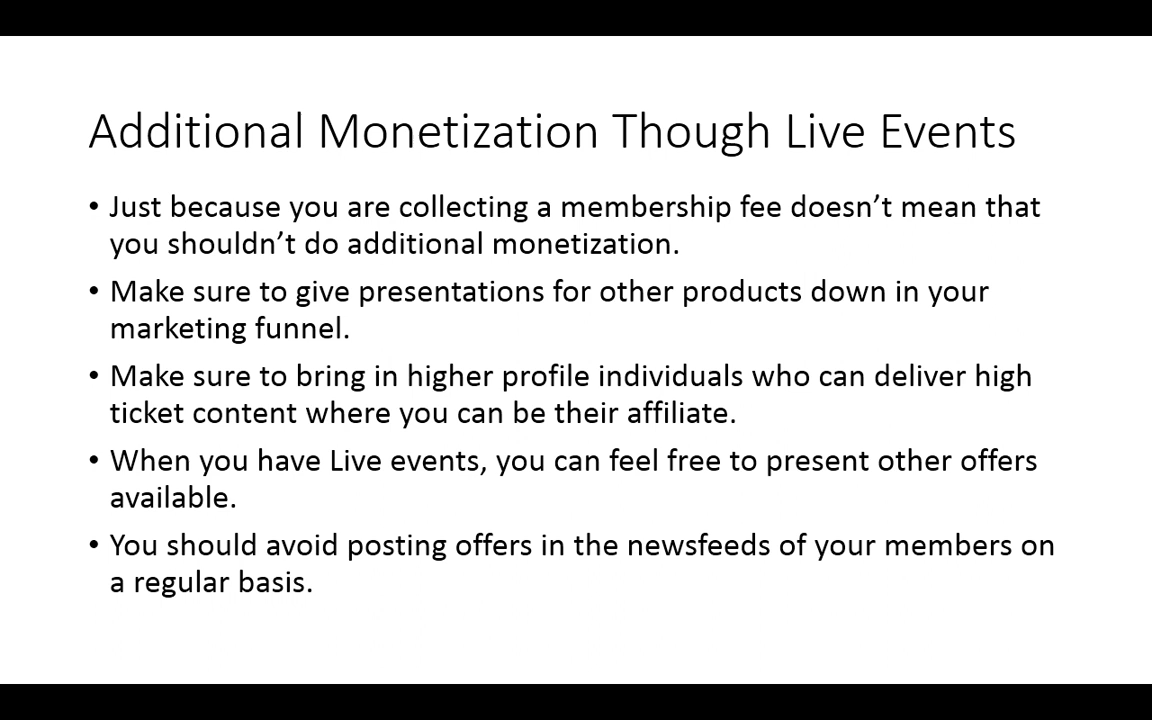 Additional Monetization Though Live Events
• Just because you are collecting a membership fee doesn’t mean that
you shouldn’t do additional monetization.
• Make sure to give presentations for other products down in your
marketing funnel.
• Make sure to bring in higher profile individuals who can deliver high
ticket content where you can be their affiliate.
• When you have Live events, you can feel free to present other offers
available.
• You should avoid posting offers in the newsfeeds of your members on
a regular basis.